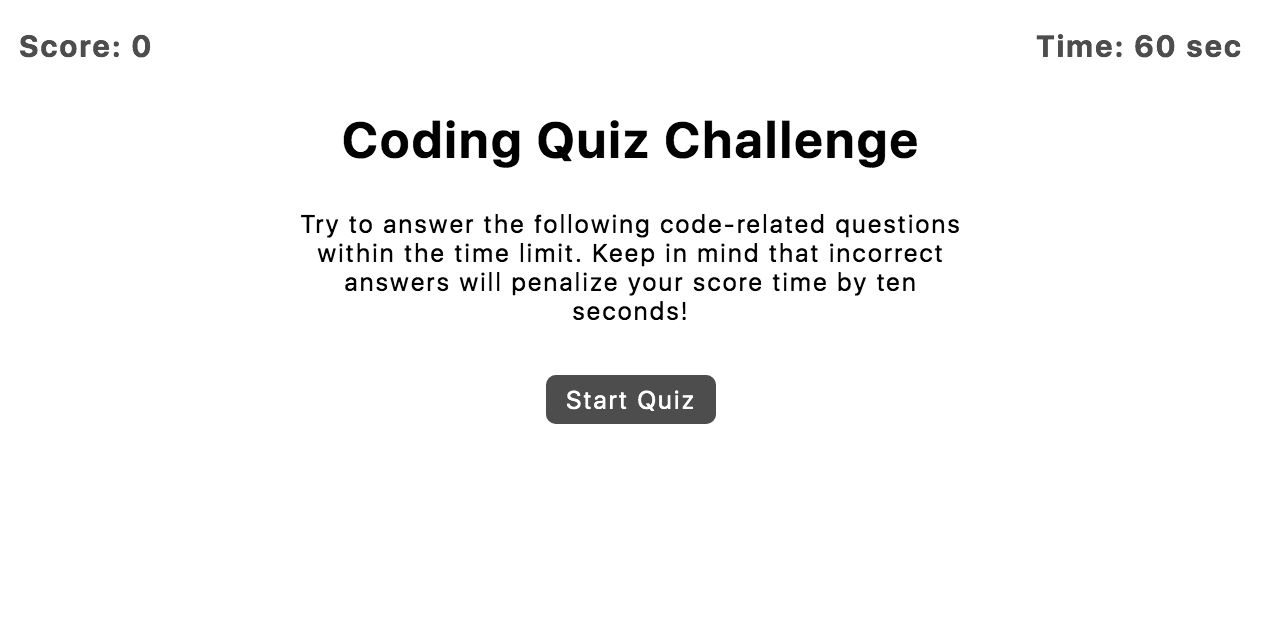 Score: 0
Time: 60 sec
Coding Quiz Challenge
Try to answer the following code-related questions
within the time limit. Keep in mind that incorrect
answers will penalize your score time by ten
seconds!
Start Quiz